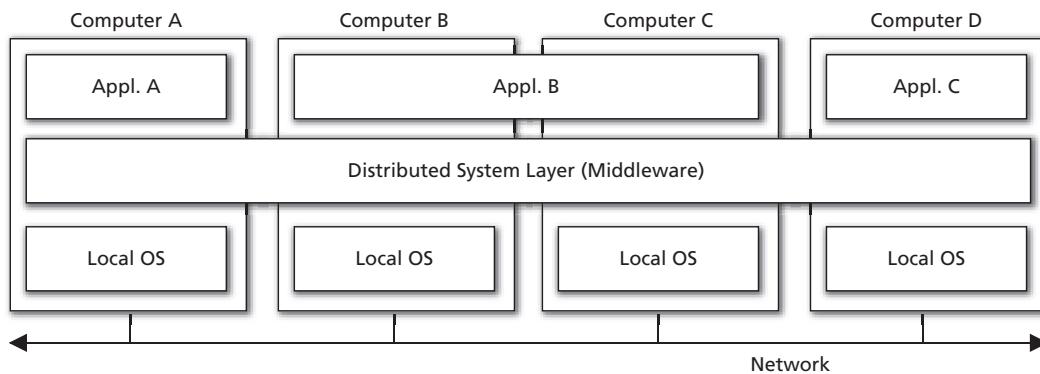 Computer A
Computer B
Computer C
Computer D
Appl. A
Appl. B
Appl. C
Distributed System Layer (Middleware)
Local OS
Local OS
Local OS
Local OS
Network